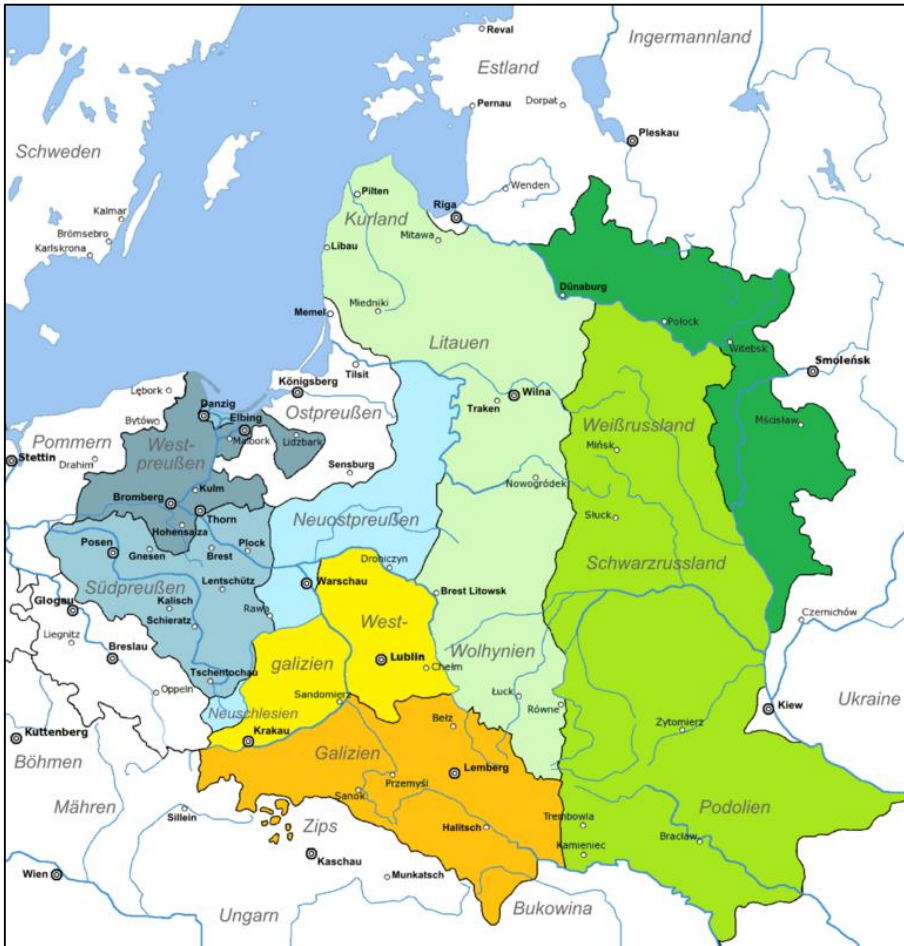 Reval
Ingermannland
Estland
Pernau
Dorpat
Pleskau
Schweden
Kalmar
Brömsebro
Karlskrona
Pilten
Wenden
Riga
Kurland
Mitawa
Libau
Dünaburg
Memel
Miedniki
Połock
Litauen
Witebsk
Smoleńsk
Tilsit
Königsberg
Wilna
Traken
Lębork
Danzig
Ostpreußen
Elbing
Bytów
Malbork
Lidzbark
Weißrussland
Mścisław
Pommern
West-
preußen
Mińsk
Stettin
Drahim
Sensburg
Nowogródek
Kulm
Bromberg
Thorn
Słuck
Hohensalza
Neuostpreußen
Posen
Gnesen
Brest
Plock
Drohiczyn
Schwarzrussland
Südpreußen
Lentschütz
Warschau
Brest Litowsk
Glogau
Kalisch
Schieratz
Rawa
West-
Czernichów
Liegnitz
Breslau
Wolhynien
Lublin
Chełm
galizien
Tschentochau
Oppeln
Sandomierz
Łuck
Ukraine
Neuschlesien
Równe
Kiew
Bełz
Żytomierz
Kuttenberg
Krakau
Böhmen
Galizien
Lemberg
Przemyśl
Sanok
Mähren
Sillein
Podolien
Zips
Halitsch
Trembowla
Bracław
Kamieniec
Kaschau
Wien
Munkatsch
Ungarn
Bukowina